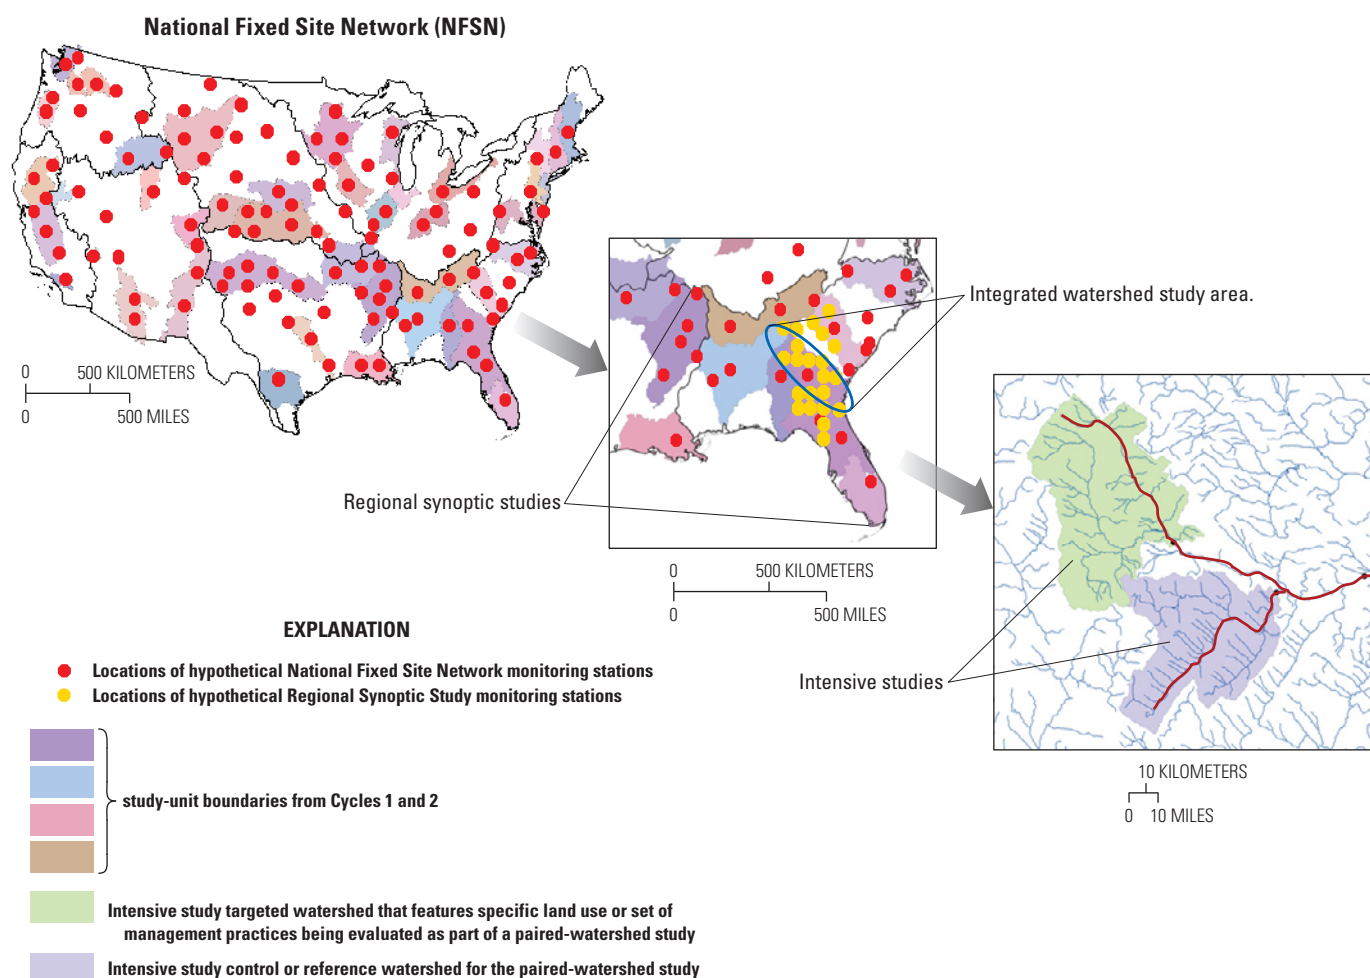 National Fixed Site Network (NFSN)
0 500 KILOMETERS
0 500 MILES
Integrated watershed study area.
Regional synoptic studies
0 500 KILOMETERS
0 500 MILES
Intensive studies
10 KILOMETERS
0 10 MILES
EXPLANATION
Locations of hypothetical National Fixed Site Network monitoring stations
Locations of hypothetical Regional Synoptic Study monitoring stations
study-unit boundaries from Cycles 1 and 2
Intensive study targeted watershed that features specific land use or set of
management practices being evaluated as part of a paired-watershed study
Intensive study control or reference watershed for the paired-watershed study